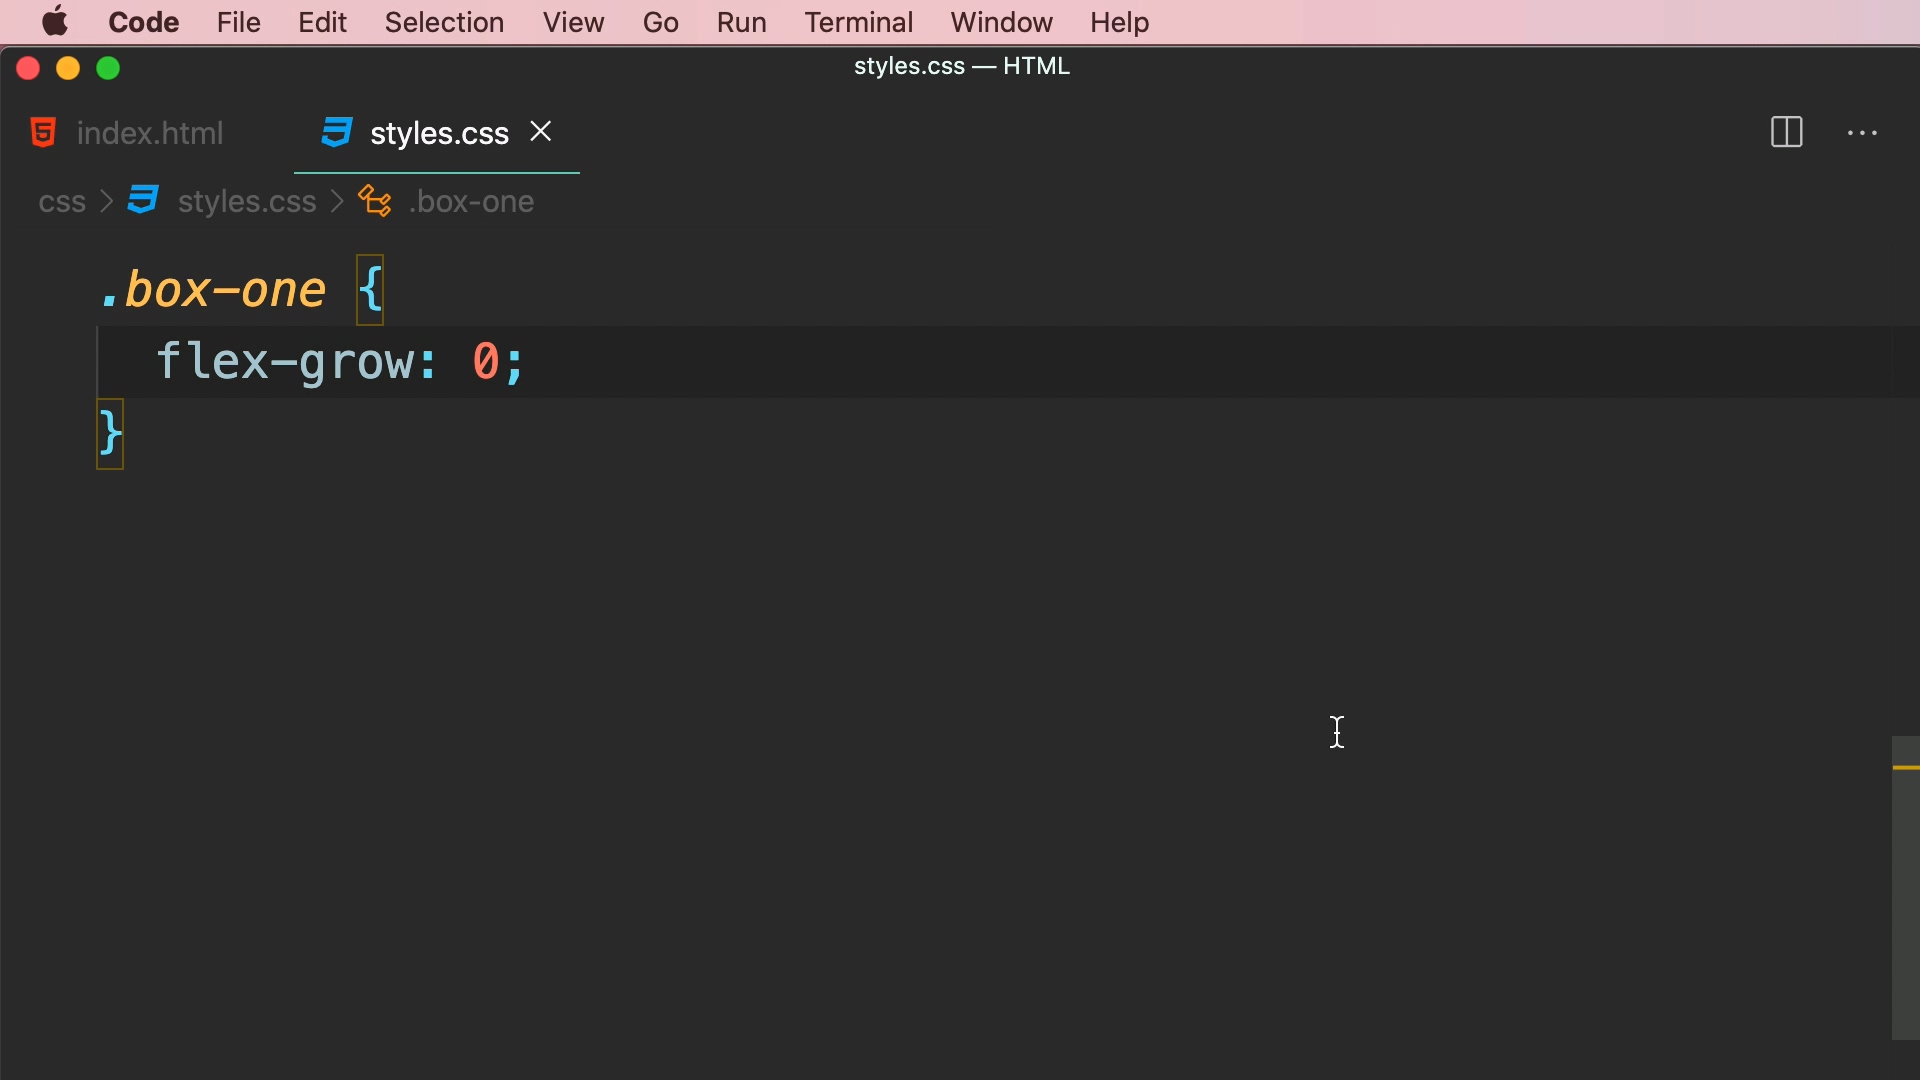 Code File Edit Selection View Go Run Terminal Window Help
styles.css — HTML
index.html styles.css
css > styles.css > .box-one
.box-one {
flex-grow: 0;
}